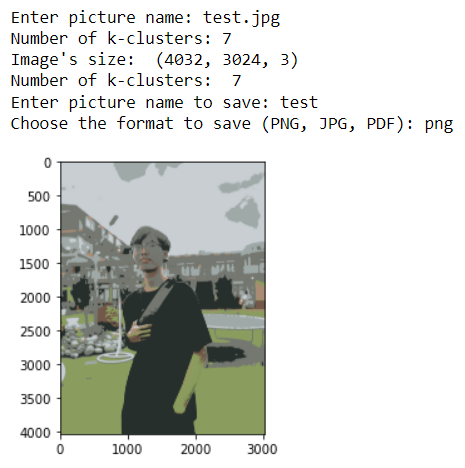 Enter picture name: test.jpg
Number of k-clusters: 7
Image's size:  (4032, 3024, 3)
Number of k-clusters:  7
Enter picture name to save: test
Choose the format to save (PNG, JPG, PDF): png
0
500
1000
1500
2000
2500
3000
3500
4000
0 1000 2000 3000